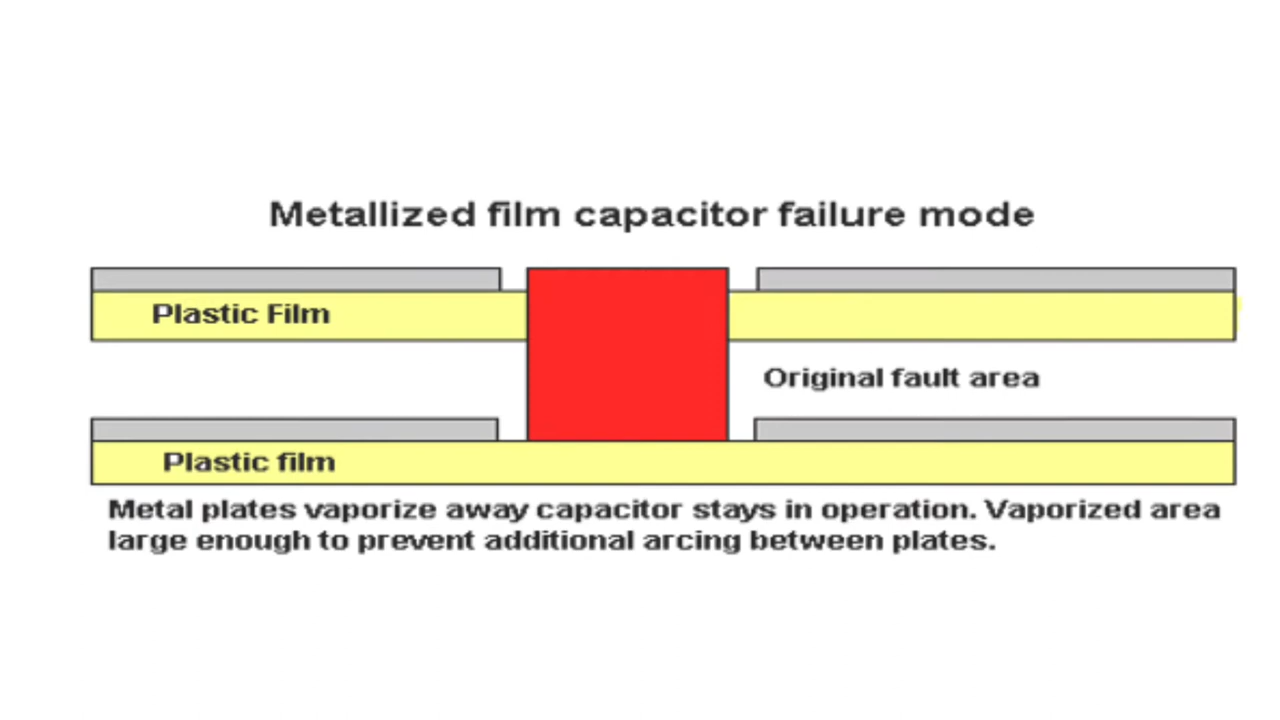 Metallized film capacitor failure mode
Plastic Film
Original fault area
Plastic film
Metal plates vaporize away capacitor stays in operation. Vaporized area
large enough to prevent additional arcing between plates.